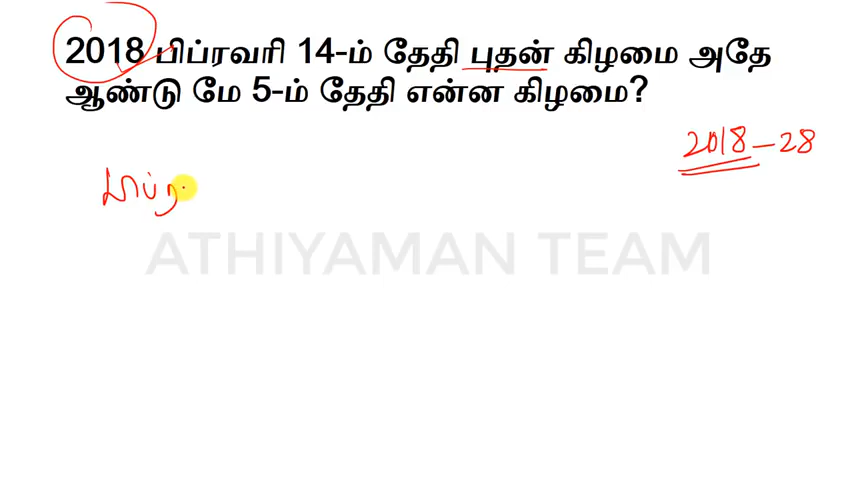 2018 பிப்ரவரி 14-ம் தேதி புதன் கிழமை அதே
ஆண்டு மே 5-ம் தேதி என்ன கிழமை?
2018 – 28
பிப்ர
ATHIYAMAN TEAM